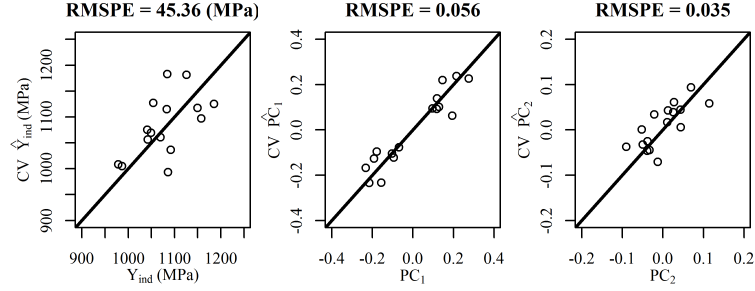 RMSPE = 45.36 (MPa)
CV Ŷind (MPa)
1200
1100
1000
900
900 1000 1100 1200
Yind (MPa)
RMSPE = 0.056
CV P̂C1
0.4
0.2
0.0
-0.2
-0.4
-0.4 -0.2 0.0 0.2 0.4
PC1
RMSPE = 0.035
CV P̂C2
0.2
0.1
0.0
-0.1
-0.2
-0.2 -0.1 0.0 0.1 0.2
PC2